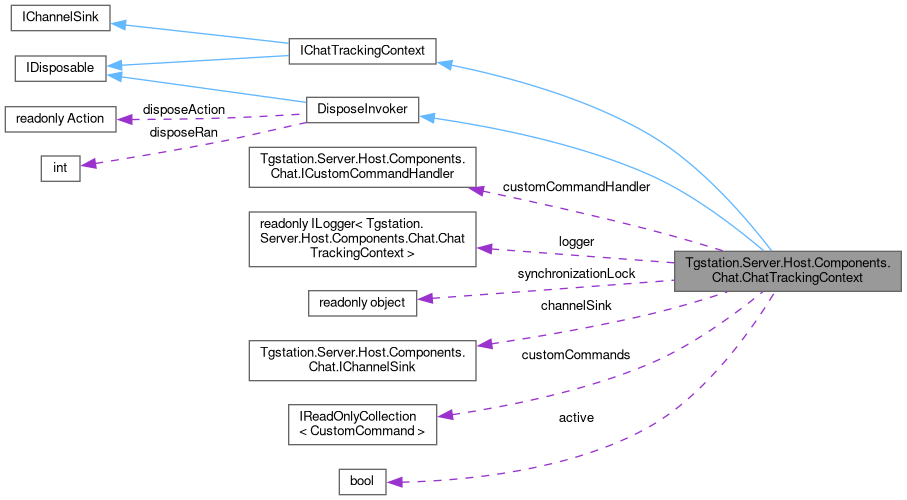 IChannelSink
IChatTrackingContext
IDisposable
DisposeInvoker
disposeAction
readonly Action
disposeRan
int
Tgstation.Server.Host.Components.
Chat.ICustomCommandHandler
customCommandHandler
readonly ILogger< Tgstation.
Server.Host.Components.Chat.Chat
TrackingContext >
logger
Tgstation.Server.Host.Components.
Chat.ChatTrackingContext
synchronizationLock
readonly object
channelSink
Tgstation.Server.Host.Components.
Chat.IChannelSink
customCommands
IReadOnlyCollection
< CustomCommand >
active
bool